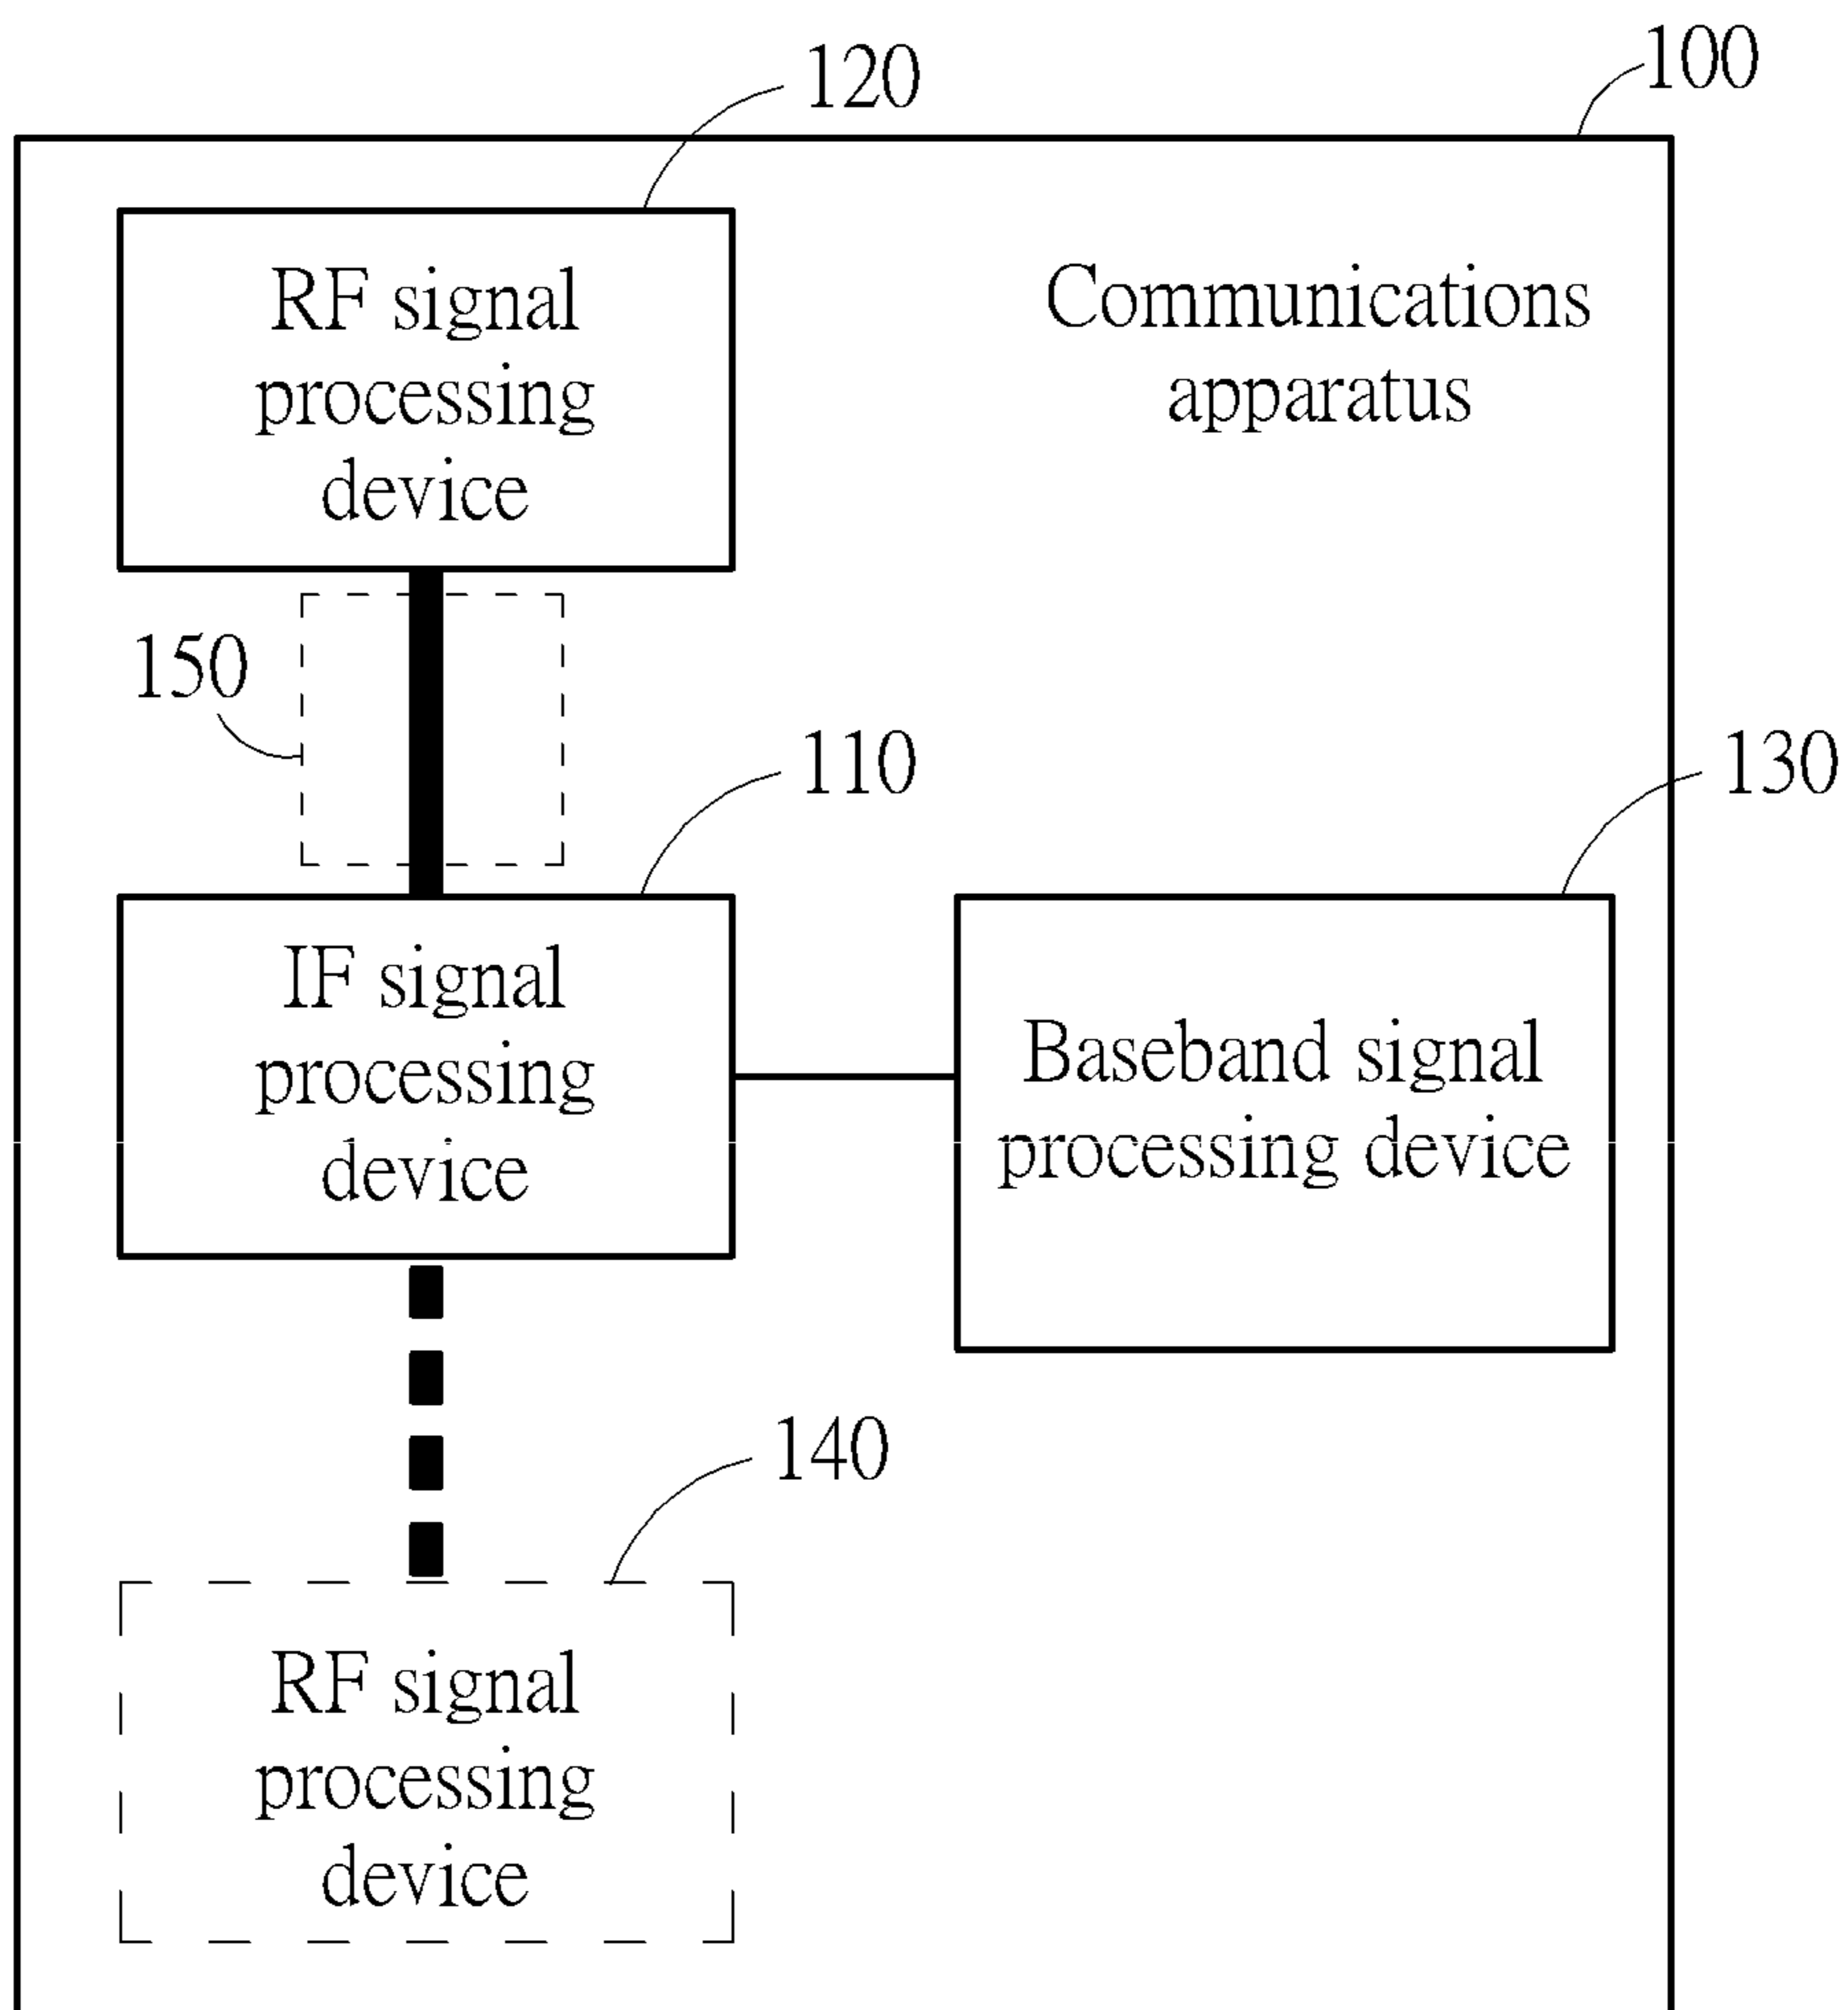 100
120
RF signal
processing
device
Communications
apparatus
150
110
130
IF signal
processing
device
Baseband signal
processing device
140
RF signal
processing
device